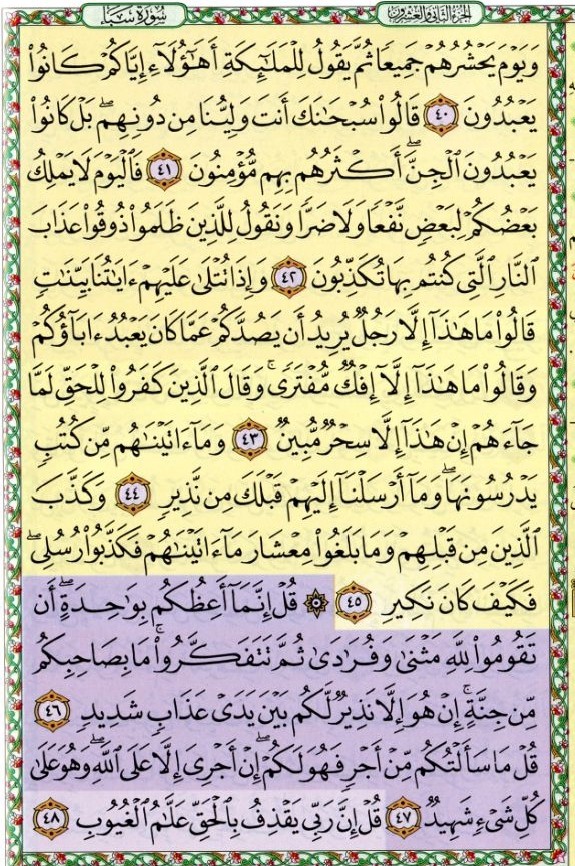 الجزء الثاني والعشرون
سُورَةُ سَبَإٍ
وَيَوْمَ يَحْشُرُهُمْ جَمِيعًا ثُمَّ يَقُولُ لِلْمَلَٰٓئِكَةِ أَهَٰٓؤُلَآءِ إِيَّاكُمْ كَانُوا۟
يَعْبُدُونَ ٤٠ قَالُوا۟ سُبْحَٰنَكَ أَنتَ وَلِيُّنَا مِن دُونِهِم ۖ بَلْ كَانُوا۟
يَعْبُدُونَ ٱلْجِنَّ ۖ أَكْثَرُهُم بِهِم مُّؤْمِنُونَ ٤١ فَٱلْيَوْمَ لَا يَمْلِكُ
بَعْضُكُمْ لِبَعْضٍ نَّفْعًا وَلَا ضَرًّا وَنَقُولُ لِلَّذِينَ ظَلَمُوا۟ ذُوقُوا۟ عَذَابَ
ٱلنَّارِ ٱلَّتِى كُنتُم بِهَا تُكَذِّبُونَ ٤٢ وَإِذَا تُتْلَىٰ عَلَيْهِمْ ءَايَٰتُنَا بَيِّنَٰتٍ
قَالُوا۟ مَا هَٰذَآ إِلَّا رَجُلٌ يُرِيدُ أَن يَصُدَّكُمْ عَمَّا كَانَ يَعْبُدُ ءَابَآؤُكُمْ
وَقَالُوا۟ مَا هَٰذَآ إِلَّآ إِفْكٌ مُّفْتَرًى ۚ وَقَالَ ٱلَّذِينَ كَفَرُوا۟ لِلْحَقِّ لَمَّا
جَآءَهُمْ إِنْ هَٰذَآ إِلَّا سِحْرٌ مُّبِينٌ ٤٣ وَمَآ ءَاتَيْنَٰهُم مِّن كُتُبٍ
يَدْرُسُونَهَا ۖ وَمَآ أَرْسَلْنَآ إِلَيْهِمْ قَبْلَكَ مِن نَّذِيرٍ ٤٤ وَكَذَّبَ
ٱلَّذِينَ مِن قَبْلِهِمْ وَمَا بَلَغُوا۟ مِعْشَارَ مَآ ءَاتَيْنَٰهُمْ فَكَذَّبُوا۟ رُسُلِى ۖ
فَكَيْفَ كَانَ نَكِيرِ ٤٥ ۞ قُلْ إِنَّمَآ أَعِظُكُم بِوَٰحِدَةٍ ۖ أَن
تَقُومُوا۟ لِلَّهِ مَثْنَىٰ وَفُرَٰدَىٰ ثُمَّ تَتَفَكَّرُوا۟ ۚ مَا بِصَاحِبِكُم
مِّن جِنَّةٍ ۚ إِنْ هُوَ إِلَّا نَذِيرٌ لَّكُم بَيْنَ يَدَىْ عَذَابٍ شَدِيدٍ ٤٦
قُلْ مَا سَأَلْتُكُم مِّنْ أَجْرٍ فَهُوَ لَكُمْ ۖ إِنْ أَجْرِىَ إِلَّا عَلَى ٱللَّهِ ۖ وَهُوَ عَلَىٰ
كُلِّ شَىْءٍ شَهِيدٌ ٤٧ قُلْ إِنَّ رَبِّى يَقْذِفُ بِٱلْحَقِّ عَلَّٰمُ ٱلْغُيُوبِ ٤٨